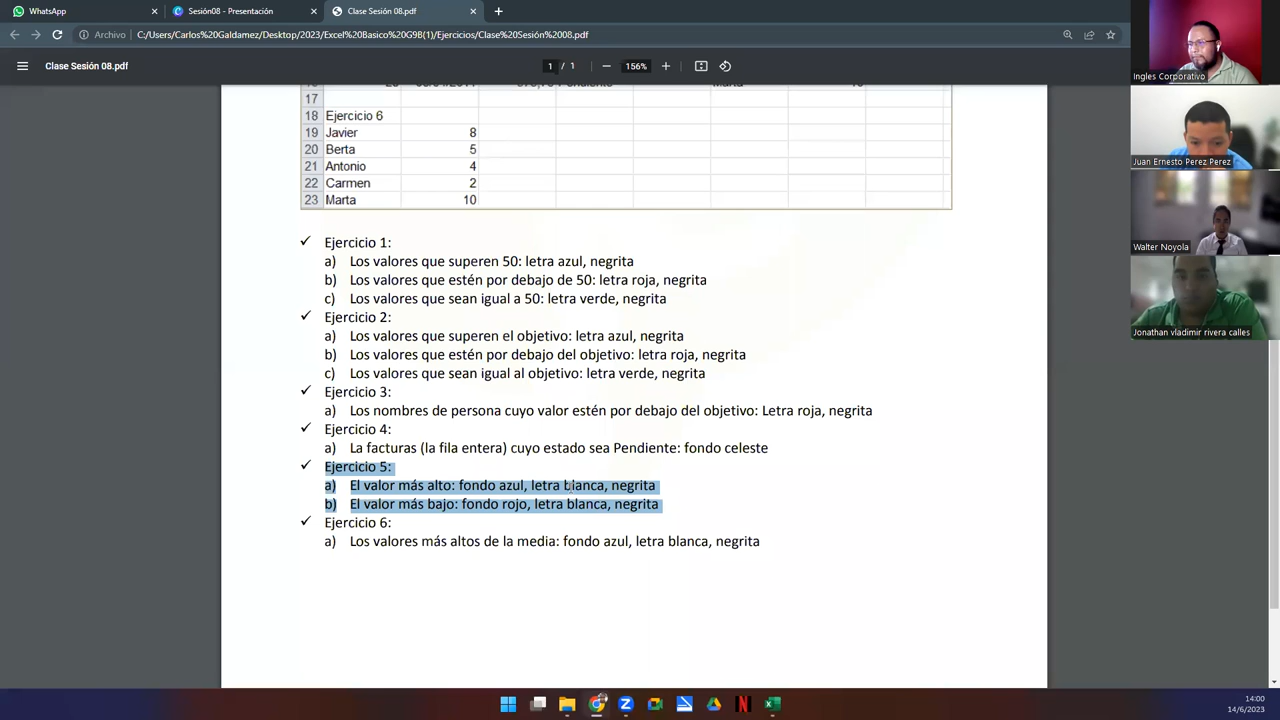 WhatsApp
Sesión08 - Presentación
Clase Sesión 08.pdf
Archivo
C:/Users/Carlos%20Galdamez/Desktop/2023/Excel%20Basico%20G9B(1)/Ejercicios/Clase%20Sesión%2008.pdf
Clase Sesión 08.pdf
1 / 1
156%
17
18 Ejercicio 6
19 Javier 8
20 Berta 5
21 Antonio 4
22 Carmen 2
23 Marta 10
✓ Ejercicio 1:
a) Los valores que superen 50: letra azul, negrita
b) Los valores que estén por debajo de 50: letra roja, negrita
c) Los valores que sean igual a 50: letra verde, negrita
✓ Ejercicio 2:
a) Los valores que superen el objetivo: letra azul, negrita
b) Los valores que estén por debajo del objetivo: letra roja, negrita
c) Los valores que sean igual al objetivo: letra verde, negrita
✓ Ejercicio 3:
a) Los nombres de persona cuyo valor estén por debajo del objetivo: Letra roja, negrita
✓ Ejercicio 4:
a) La facturas (la fila entera) cuyo estado sea Pendiente: fondo celeste
✓ Ejercicio 5:
a) El valor más alto: fondo azul, letra blanca, negrita
b) El valor más bajo: fondo rojo, letra blanca, negrita
✓ Ejercicio 6:
a) Los valores más altos de la media: fondo azul, letra blanca, negrita
Ingles Corporativo
Juan Ernesto Perez Perez
Walter Noyola
Jonathan vladimir rivera calles
14:00
14/6/2023